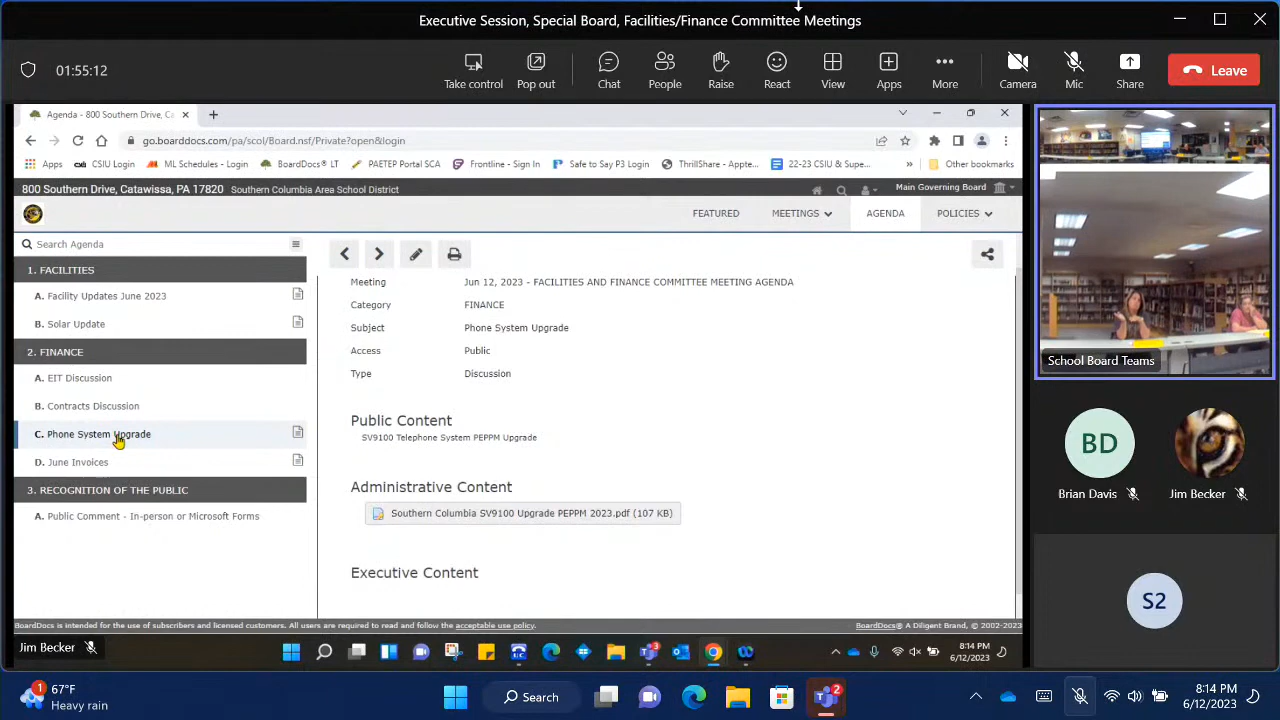 Executive Session, Special Board, Facilities/Finance Committee Meetings
01:55:12
Take control
Pop out
Chat
People
Raise
React
View
Apps
More
Camera
Mic
Share
Leave
Agenda - 800 Southern Drive, Ca
go.boarddocs.com/pa/scol/Board.nsf/Private?open&login
Apps CSIU Login ML Schedules - Login BoardDocs® LT PAETEP Portal SCA Frontline - Sign In Safe to Say P3 Login ThrillShare - Appte... 22-23 CSIU & Supe... » Other bookmarks
800 Southern Drive, Catawissa, PA 17820 Southern Columbia Area School District
Main Governing Board
FEATURED MEETINGS AGENDA POLICIES
Search Agenda
1. FACILITIES
A. Facility Updates June 2023
B. Solar Update
2. FINANCE
A. EIT Discussion
B. Contracts Discussion
C. Phone System Upgrade
D. June Invoices
3. RECOGNITION OF THE PUBLIC
A. Public Comment - In-person or Microsoft Forms
Meeting Jun 12, 2023 - FACILITIES AND FINANCE COMMITTEE MEETING AGENDA
Category FINANCE
Subject Phone System Upgrade
Access Public
Type Discussion
Public Content
SV9100 Telephone System PEPPM Upgrade
Administrative Content
Southern Columbia SV9100 Upgrade PEPPM 2023.pdf (107 KB)
Executive Content
BoardDocs is intended for the use of subscribers and licensed customers. All users are required to read and follow the acceptable use policy.
BoardDocs® A Diligent Brand, © 2002-2023
Jim Becker
8:14 PM
6/12/2023
School Board Teams
BD
Brian Davis
Jim Becker
S2
1
67°F
Heavy rain
Search
2
8:14 PM
6/12/2023